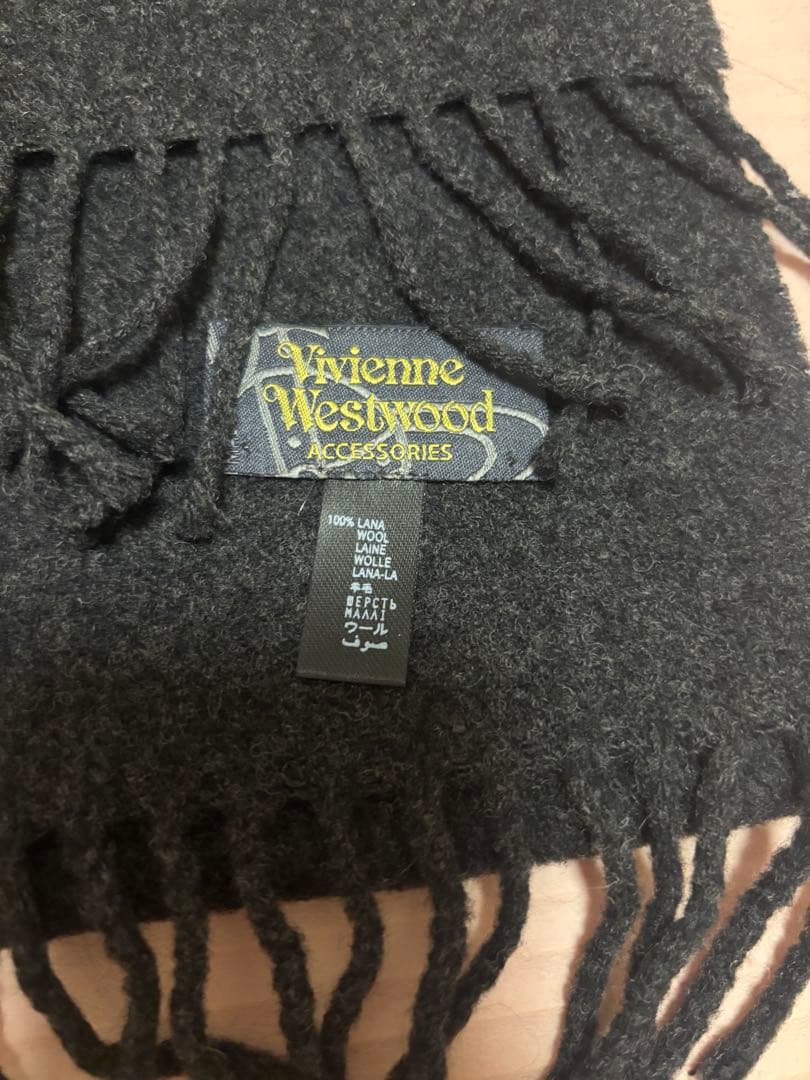 Vivienne
Westwood
ACCESSORIES
100% LANA
WOOL
LAINE
WOLLE
LANA-LA
羊毛
ШЕРСТЬ
ΜΑΛΛΙ
ウール
صوف